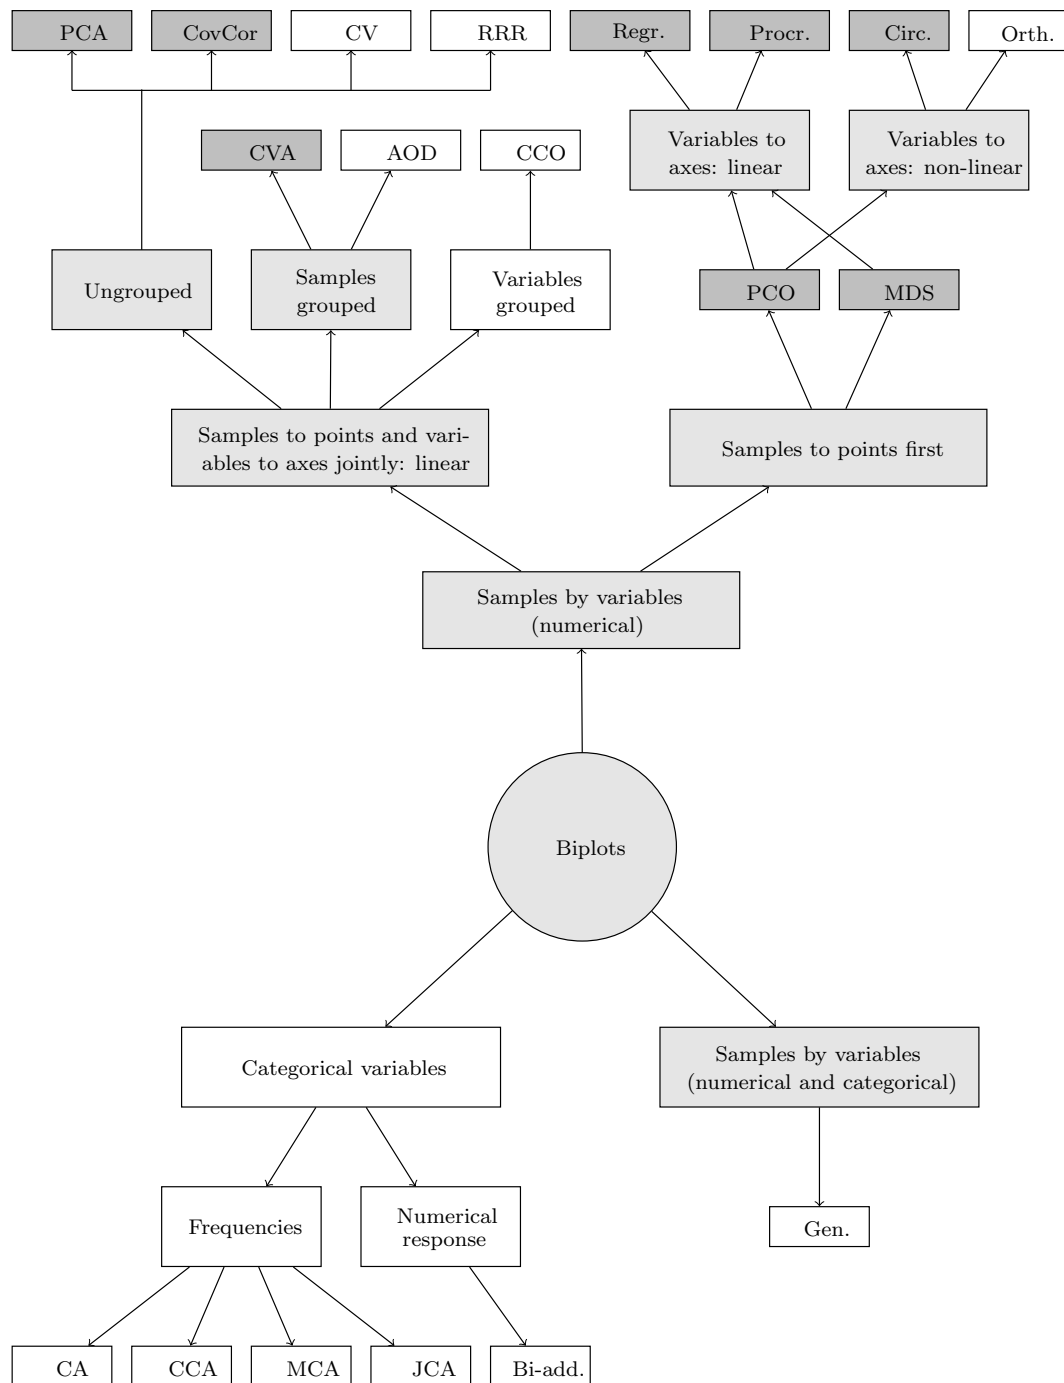 PCA
CovCor
CV
RRR
Regr.
Procr.
Circ.
Orth.
CVA
AOD
CCO
Variables to
axes: linear
Variables to
axes: non-linear
Ungrouped
Samples
grouped
Variables
grouped
PCO
MDS
Samples to points and vari-
ables to axes jointly: linear
Samples to points first
Samples by variables
(numerical)
Biplots
Categorical variables
Samples by variables
(numerical and categorical)
Frequencies
Numerical
response
Gen.
CA
CCA
MCA
JCA
Bi-add.